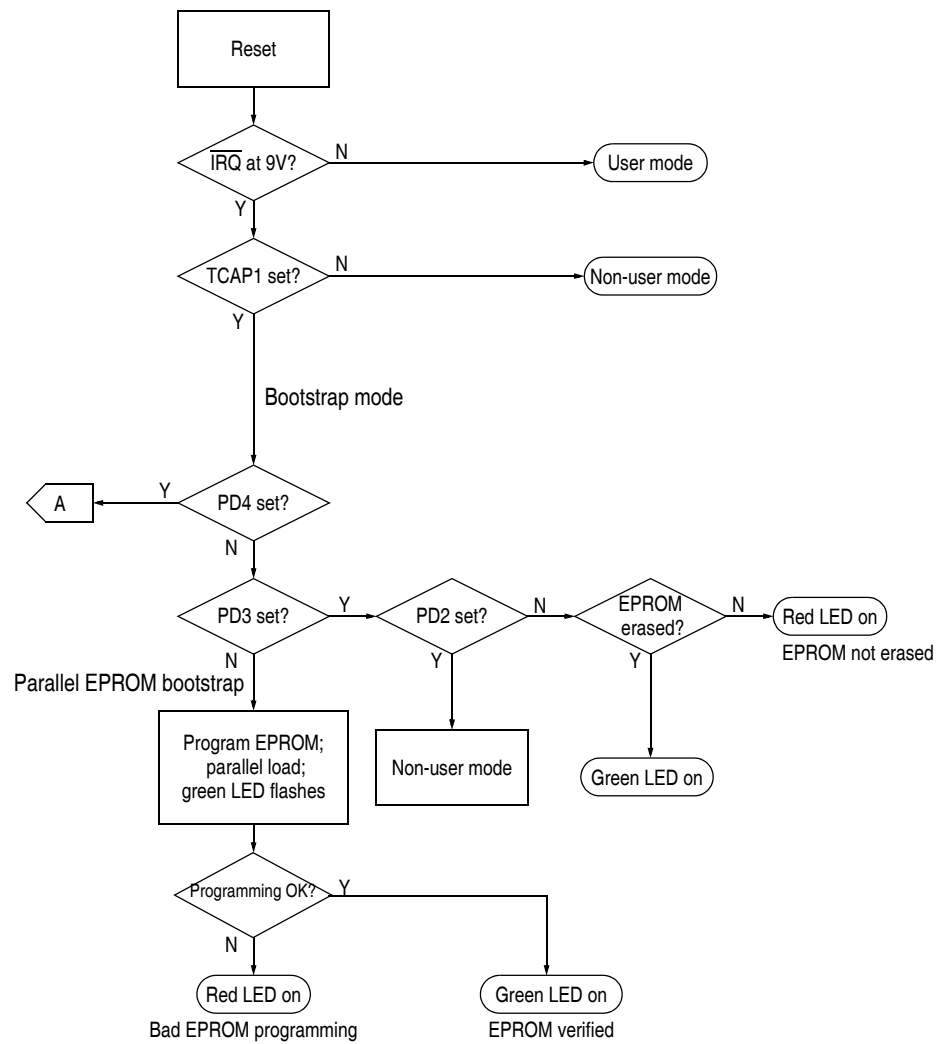 Reset
IRQ at 9V?
N
User mode
Y
TCAP1 set?
N
Non-user mode
Y
Bootstrap mode
A
Y
PD4 set?
N
PD3 set?
Y
PD2 set?
N
EPROM
erased?
N
Red LED on
EPROM not erased
N
Y
Y
Parallel EPROM bootstrap
Program EPROM;
parallel load;
green LED flashes
Non-user mode
Green LED on
Programming OK?
Y
N
Red LED on
Bad EPROM programming
Green LED on
EPROM verified